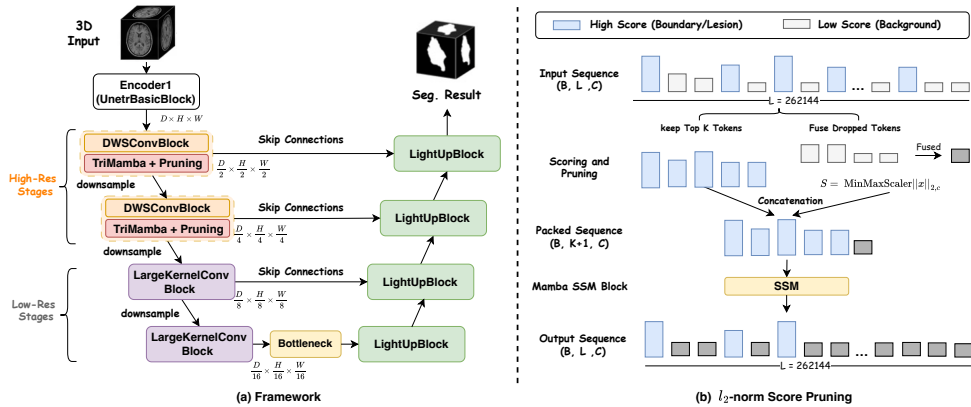 3D
Input
Encoder1
(UnetrBasicBlock)
D × H × W
DWSConvBlock
TriMamba + Pruning
High-Res
Stages
D/2 × H/2 × W/2
downsample
DWSConvBlock
TriMamba + Pruning
D/4 × H/4 × W/4
downsample
LargeKernelConv
Block
D/8 × H/8 × W/8
Low-Res
Stages
downsample
LargeKernelConv
Block
Bottleneck
D/16 × H/16 × W/16
Skip Connections
Skip Connections
Skip Connections
Seg. Result
LightUpBlock
LightUpBlock
LightUpBlock
LightUpBlock
(a) Framework
High Score (Boundary/Lesion)
Low Score (Background)
Input Sequence
(B, L ,C)
...
L = 262144
keep Top K Tokens
Fuse Dropped Tokens
Scoring and
Pruning
Fused
S = MinMaxScaler||x||2,c
Concatenation
Packed Sequence
(B, K+1, C)
Mamba SSM Block
SSM
Output Sequence
(B, L ,C)
...
L = 262144
(b) l2-norm Score Pruning